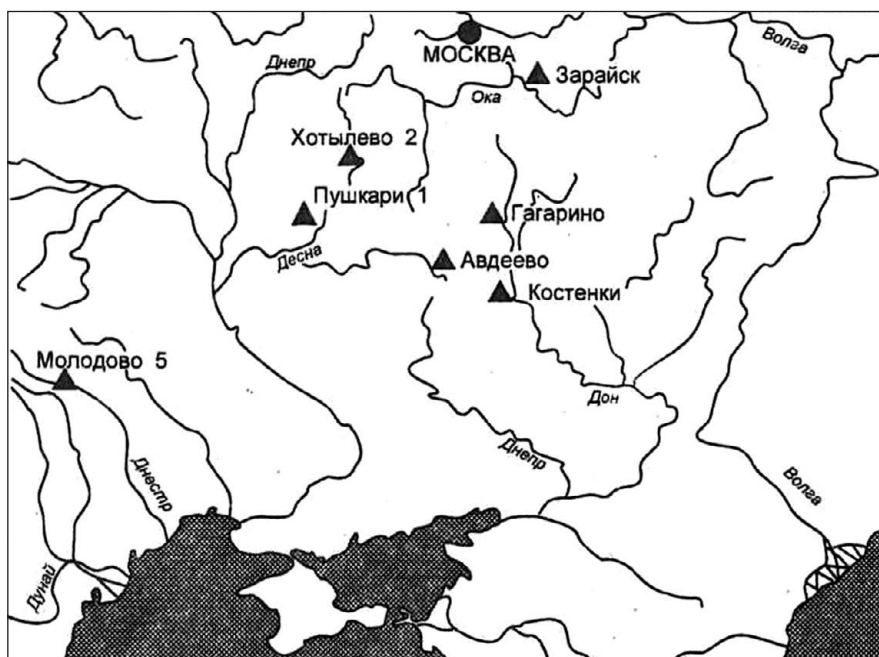 МОСКВА
Волга
Днепр
Зарайск
Ока
Хотылево 2
Пушкари 1
Гагарино
Десна
Авдеево
Костенки
Молодово 5
Дон
Днестр
Днепр
Волга
Дунай